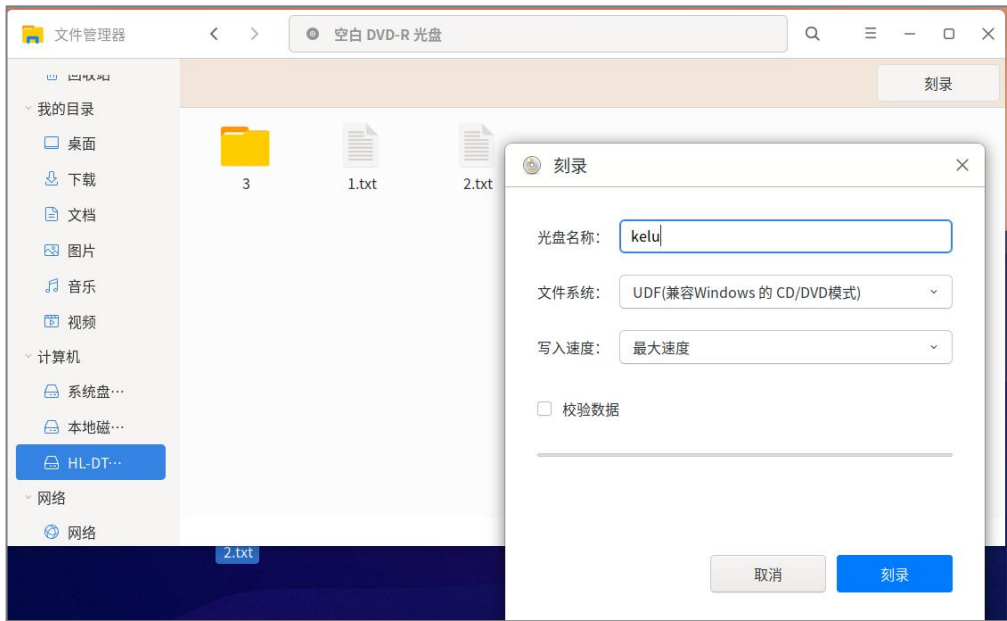 文件管理器
空白 DVD-R 光盘
回收站
刻录
我的目录
桌面
下载
文档
图片
音乐
视频
计算机
系统盘…
本地磁…
HL-DT…
网络
网络
3
1.txt
2.txt
2.txt
刻录
光盘名称:
kelu
文件系统:
UDF(兼容Windows 的 CD/DVD模式)
写入速度:
最大速度
校验数据
取消
刻录